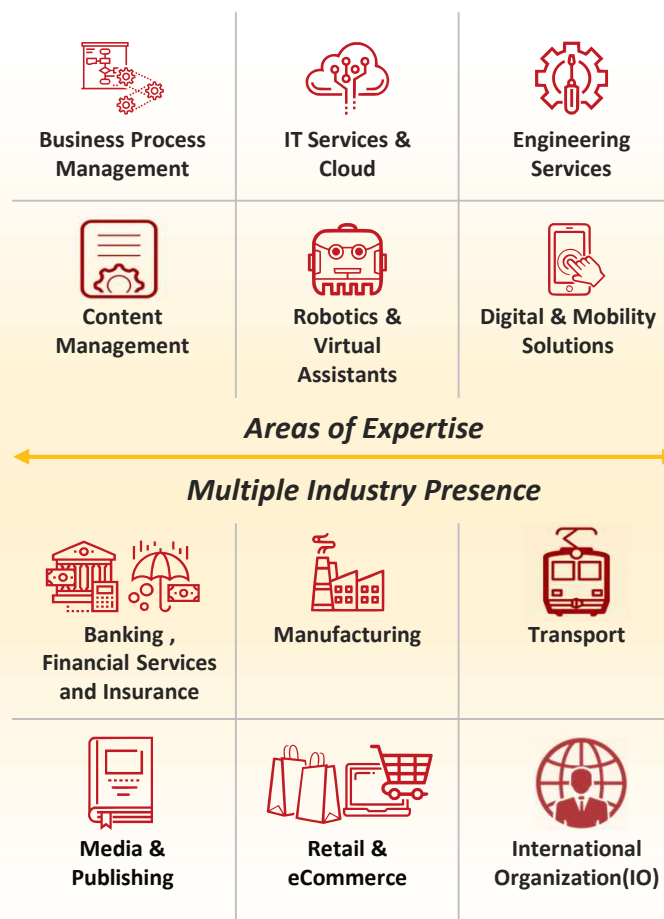 Business Process
Management
IT Services &
Cloud
Engineering
Services
Content
Management
Robotics &
Virtual
Assistants
Digital & Mobility
Solutions
Areas of Expertise
Multiple Industry Presence
Banking ,
Financial Services
and Insurance
Manufacturing
Transport
Media &
Publishing
Retail &
eCommerce
International
Organization(IO)